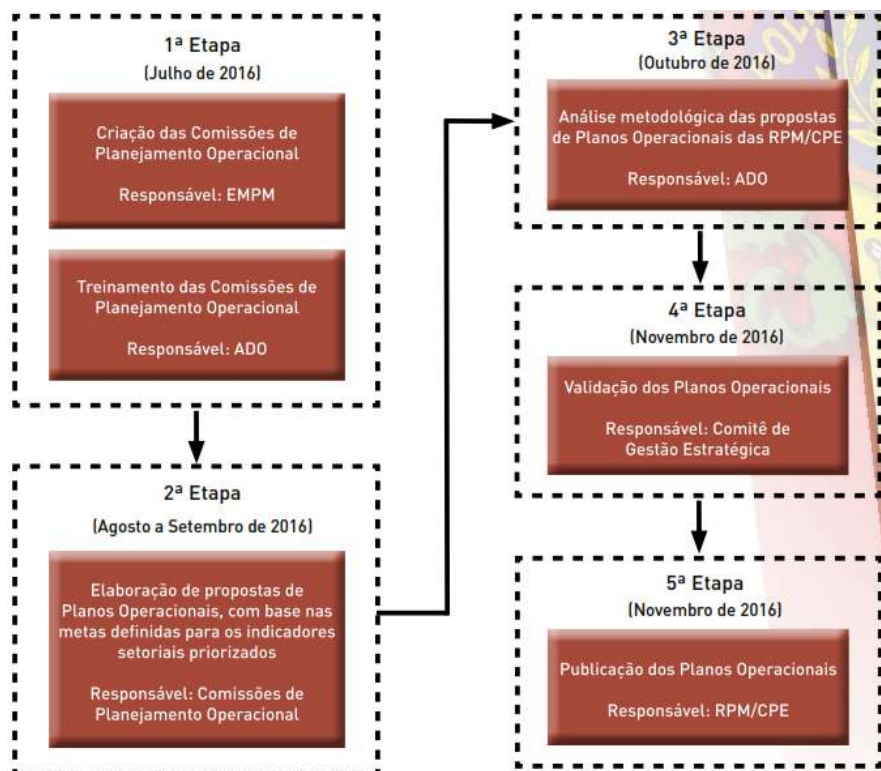 1ª Etapa
(Julho de 2016)
Criação das Comissões de
Planejamento Operacional
Responsável: EMPM
Treinamento das Comissões de
Planejamento Operacional
Responsável: ADO
2ª Etapa
(Agosto a Setembro de 2016)
Elaboração de propostas de
Planos Operacionais, com base nas
metas definidas para os indicadores
setoriais priorizados
Responsável: Comissões de
Planejamento Operacional
3ª Etapa
(Outubro de 2016)
Análise metodológica das propostas
de Planos Operacionais das RPM/CPE
Responsável: ADO
4ª Etapa
(Novembro de 2016)
Validação dos Planos Operacionais
Responsável: Comitê de
Gestão Estratégica
5ª Etapa
(Novembro de 2016)
Publicação dos Planos Operacionais
Responsável: RPM/CPE